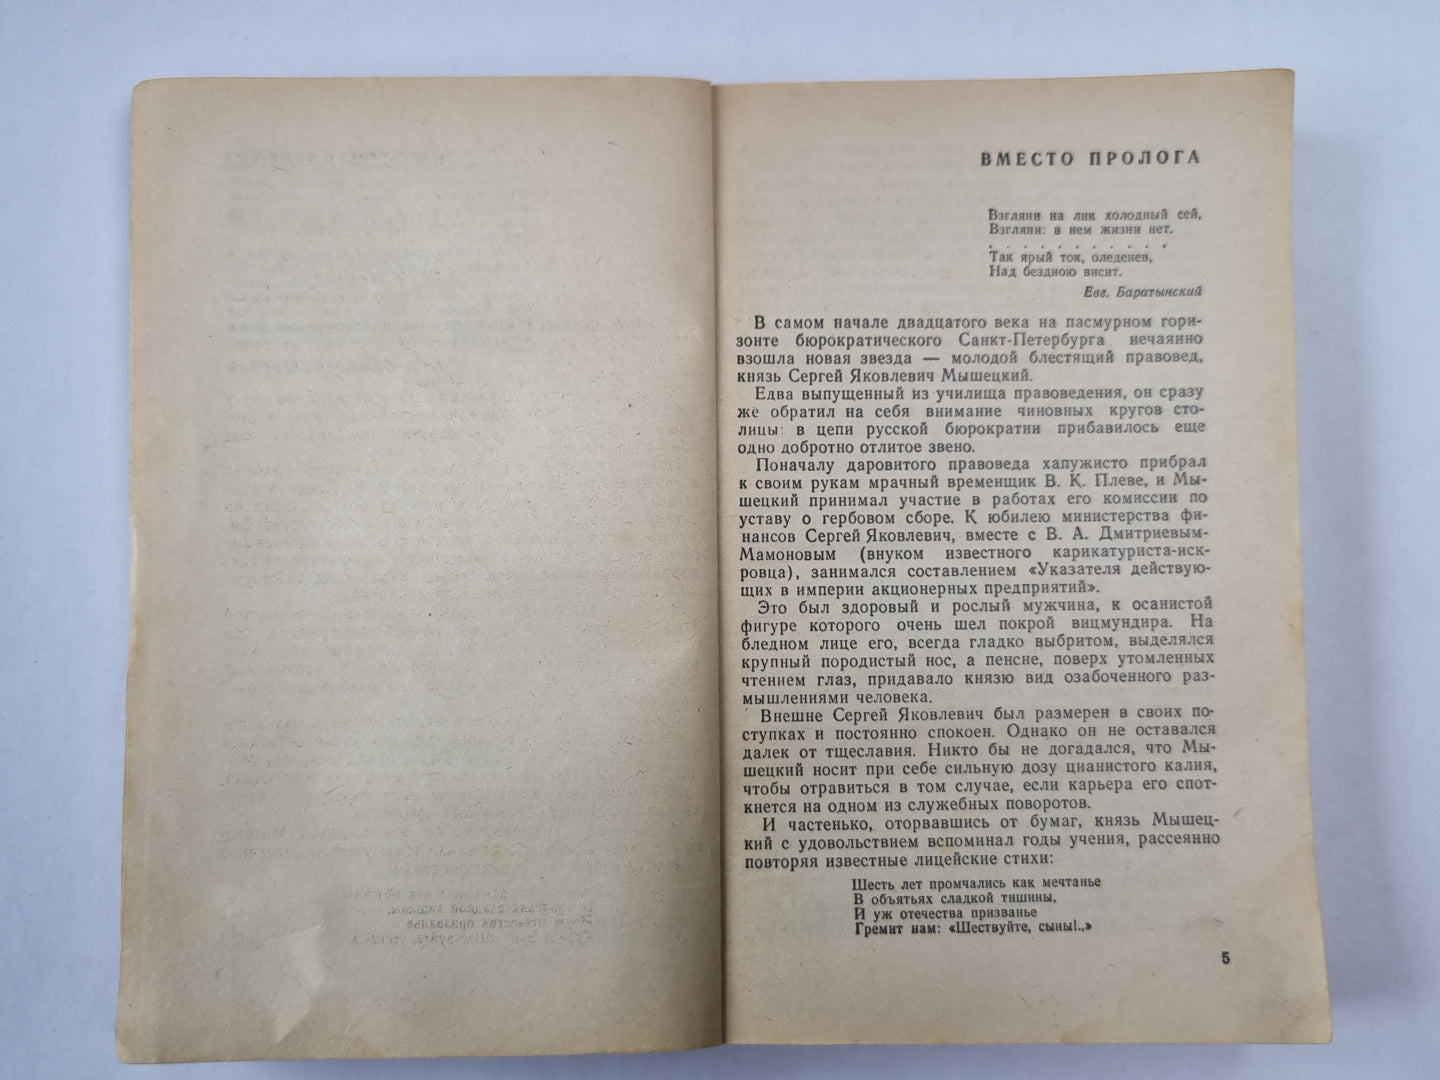 ВМЕСТО ПРОЛОГА
Взгляни на лик холодный сей,
Взгляни: в нем жизни нет.
. . . . . . . . . . .
Так ярый ток, оледенев,
Над бездною висит.
Евг. Баратынский
В самом начале двадцатого века на пасмурном гори-
зонте бюрократического Санкт-Петербурга нечаянно
взошла новая звезда — молодой блестящий правовед,
князь Сергей Яковлевич Мышецкий.
Едва выпущенный из училища правоведения, он сразу
же обратил на себя внимание чиновных кругов сто-
лицы: в цепи русской бюрократии прибавилось еще
одно добротно отлитое звено.
Поначалу даровитого правоведа хапужисто прибрал
к своим рукам мрачный временщик В. К. Плеве, и Мы-
шецкий принимал участие в работах его комиссии по
уставу о гербовом сборе. К юбилею министерства фи-
нансов Сергей Яковлевич, вместе с В. А. Дмитриевым-
Мамоновым (внуком известного карикатуриста-иск-
ровца), занимался составлением «Указателя действую-
щих в империи акционерных предприятий».
Это был здоровый и рослый мужчина, к осанистой
фигуре которого очень шел покрой вицмундира. На
бледном лице его, всегда гладко выбритом, выделялся
крупный породистый нос, а пенсне, поверх утомленных
чтением глаз, придавало князю вид озабоченного раз-
мышлениями человека.
Внешне Сергей Яковлевич был размерен в своих по-
ступках и постоянно спокоен. Однако он не оставался
далек от тщеславия. Никто бы не догадался, что Мы-
шецкий носит при себе сильную дозу цианистого калия,
чтобы отравиться в том случае, если карьера его спот-
кнется на одном из служебных поворотов.
И частенько, оторвавшись от бумаг, князь Мышец-
кий с удовольствием вспоминал годы учения, рассеянно
повторяя известные лицейские стихи:
Шесть лет промчались как мечтанье
В объятьях сладкой тишины,
И уж отечества призванье
Гремит нам: «Шествуйте, сыны!..»
5